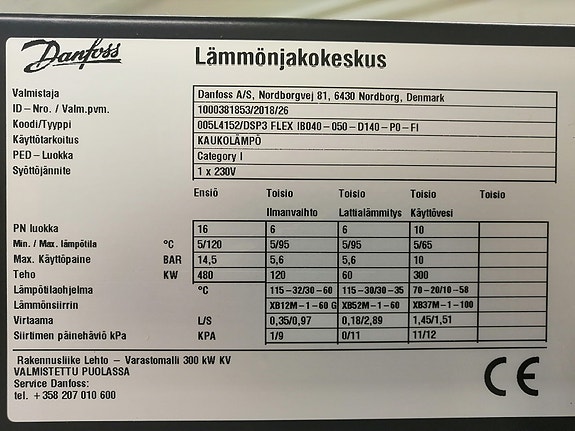 Danfoss Lämmönjakokeskus
Valmistaja Danfoss A/S, Nordborgvej 81, 6430 Nordborg, Denmark
ID-Nro. / Valm.pvm. 1000381853/2018/26
Koodi/Tyyppi 005L4152/DSP3 FLEX IB040-050-D140-P0-FI
Käyttötarkoitus KAUKOLÄMPÖ
PED-Luokka Category I
Syöttöjännite 1 x 230V
Ensiö Toisio Toisio Toisio Toisio
Ilmanvaihto Lattialämmitys Käyttövesi
PN luokka 16 6 6 10
Min. / Max. lämpötila °C 5/120 5/95 5/95 5/65
Max. Käyttöpaine BAR 14,5 5,6 5,6 10
Teho KW 480 120 60 300
Lämpötilaohjelma °C 115-32/30-60 115-30/30-35 70-20/10-58
Lämmönsiirrin XB12M-1-60 G XB52M-1-60 XB37M-1-100
Virtaama L/S 0,35/0,97 0,18/2,89 1,45/1,51
Siirtimen päinehäviö kPa KPA 1/9 0/11 11/12
Rakennusliike Lehto - Varastomalli 300 kW KV
VALMISTETTU PUOLASSA
Service Danfoss:
tel. +358 207 010 600
CE